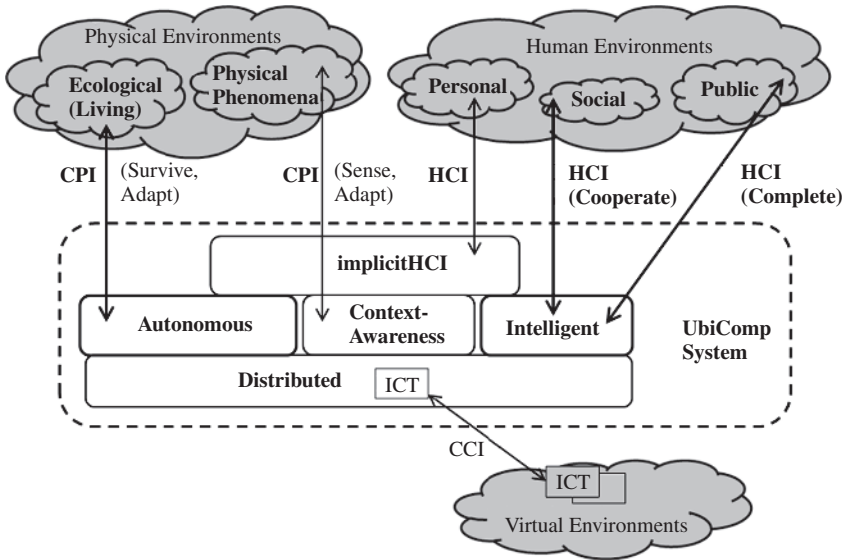 Physical Environments
Human Environments
Ecological
(Living)
Physical
Phenomena
Personal
Social
Public
CPI
(Survive,
Adapt)
CPI
(Sense,
Adapt)
HCI
HCI
(Cooperate)
HCI
(Complete)
implicitHCI
Autonomous
Context-
Awareness
Intelligent
UbiComp
System
Distributed
ICT
CCI
ICT
Virtual Environments